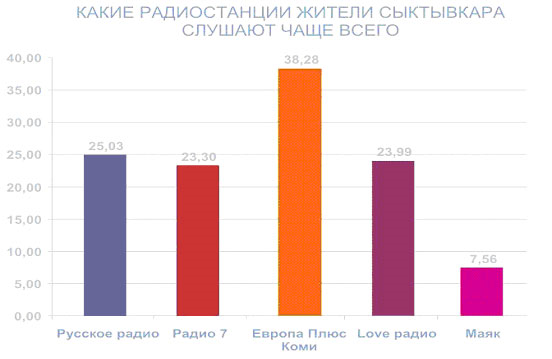 КАКИЕ РАДИОСТАНЦИИ ЖИТЕЛИ СЫКТЫВКАРА
СЛУШАЮТ ЧАЩЕ ВСЕГО
40,00
35,00
30,00
25,00
20,00
15,00
10,00
5,00
0,00
25,03
23,30
38,28
23,99
7,56
Русское радио
Радио 7
Европа Плюс
Коми
Love радио
Маяк